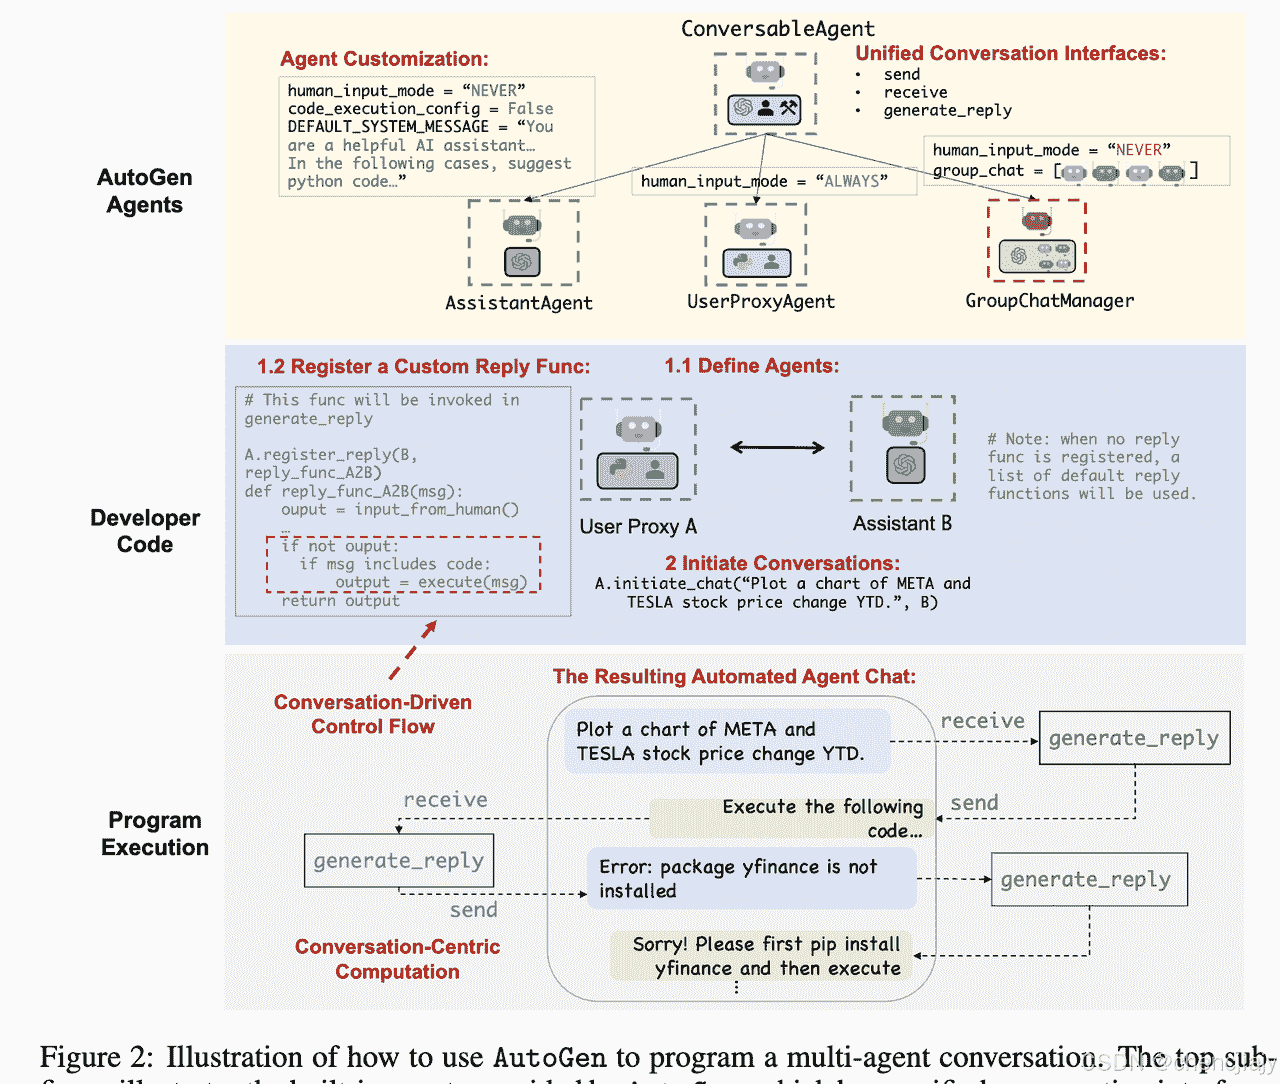 ConversableAgent
Agent Customization:
human_input_mode = “NEVER”
code_execution_config = False
DEFAULT_SYSTEM_MESSAGE = “You
are a helpful AI assistant…
In the following cases, suggest
python code…”
Unified Conversation Interfaces:
• send
• receive
• generate_reply
human_input_mode = “NEVER”
group_chat = [ ]
human_input_mode = “ALWAYS”
AutoGen
Agents
AssistantAgent
UserProxyAgent
GroupChatManager
1.2 Register a Custom Reply Func:
# This func will be invoked in
generate_reply
A.register_reply(B,
reply_func_A2B)
def reply_func_A2B(msg):
ouput = input_from_human()
…
if not ouput:
if msg includes code:
output = execute(msg)
return output
1.1 Define Agents:
User Proxy A
Assistant B
# Note: when no reply
func is registered, a
list of default reply
functions will be used.
Developer
Code
2 Initiate Conversations:
A.initiate_chat(“Plot a chart of META and
TESLA stock price change YTD.”, B)
Conversation-Driven
Control Flow
The Resulting Automated Agent Chat:
Plot a chart of META and
TESLA stock price change YTD.
receive
generate_reply
send
Execute the following
code…
receive
generate_reply
send
Program
Execution
Error: package yfinance is not
installed
generate_reply
Conversation-Centric
Computation
Sorry! Please first pip install
yfinance and then execute
⋮
Figure 2: Illustration of how to use AutoGen to program a multi-agent conversation. The top sub-